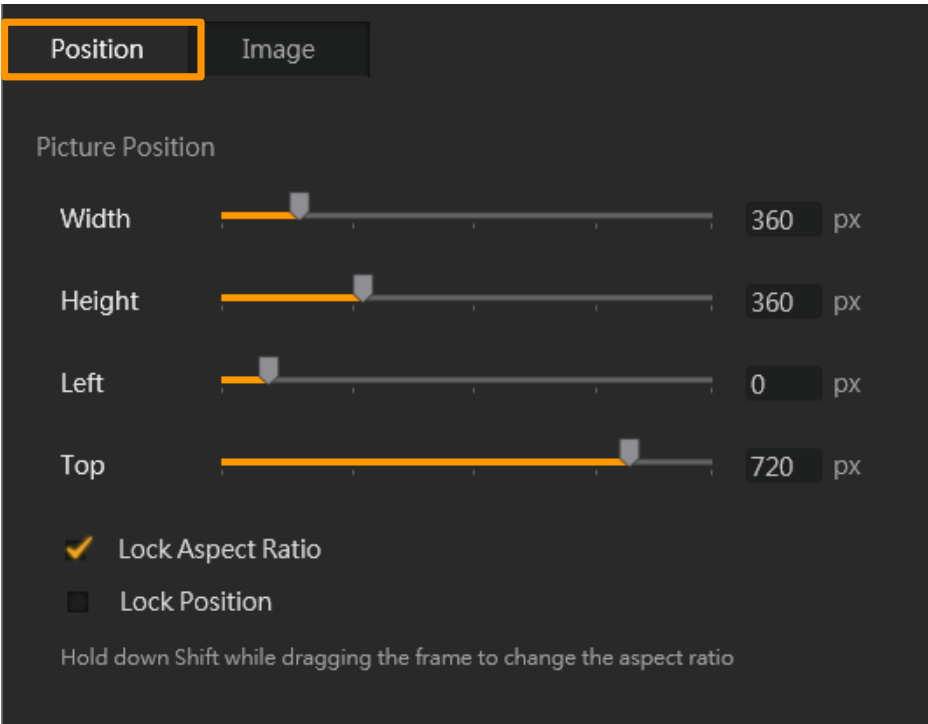 Position Image
Picture Position
Width 360 px
Height 360 px
Left 0 px
Top 720 px
Lock Aspect Ratio
Lock Position
Hold down Shift while dragging the frame to change the aspect ratio